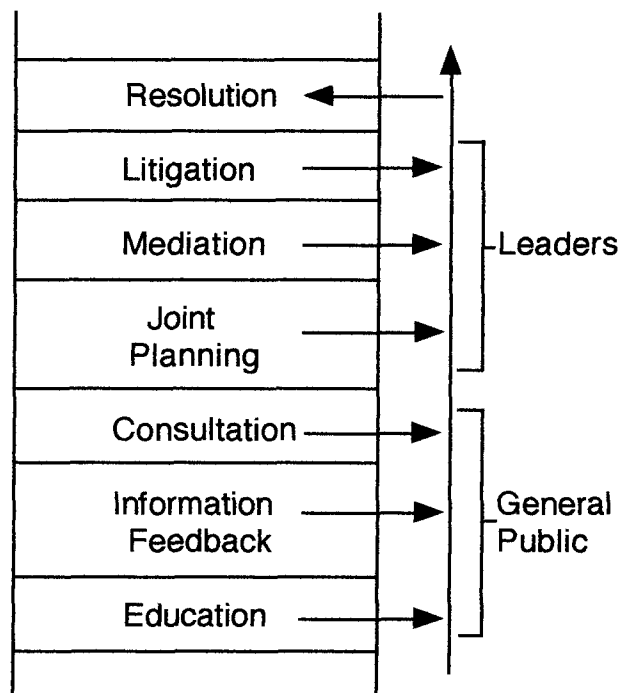 Resolution
Litigation
Mediation
Leaders
Joint
Planning
Consultation
Information
Feedback
General
Public
Education